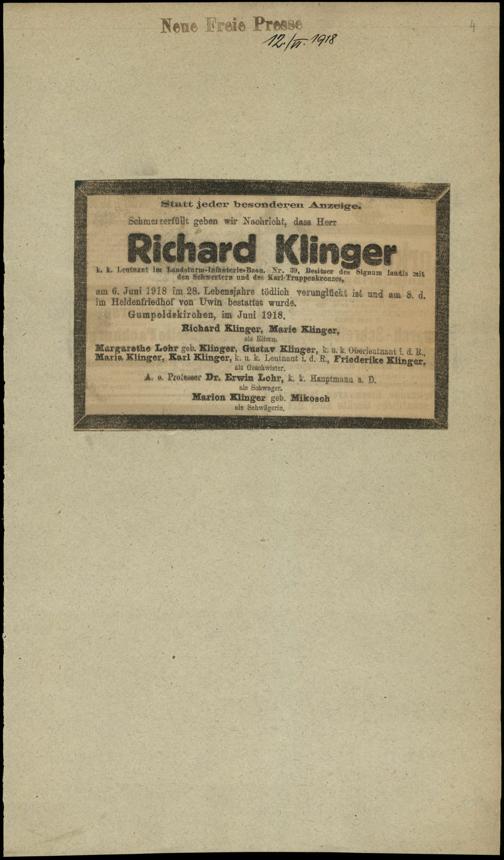 Neue Freie Presse
4
12./VI. 1918
Statt jeder besonderen Anzeige.
Schmerzerfüllt geben wir Nachricht, dass Herr
Richard Klinger
k. k. Leutnant im Landsturm-Infanterie-Baon. Nr. 39, Besitzer des Signum laudis mit
den Schwertern und des Karl-Truppenkreuzes,
am 6. Juni 1918 im 28. Lebensjahre tödlich verunglückt ist und am 8. d.
im Heldenfriedhof von Uwin bestattet wurde.
Gumpoldskirchen, im Juni 1918.
Richard Klinger, Marie Klinger,
als Eltern.
Margarethe Lohr geb. Klinger, Gustav Klinger, k. u. k. Oberleutnant i. d. R.,
Maria Klinger, Karl Klinger, k. u. k. Leutnant i. d. R., Friederike Klinger,
als Geschwister.
A. o. Professor Dr. Erwin Lohr, k. k. Hauptmann a. D.
als Schwager.
Marion Klinger geb. Mikosch
als Schwägerin.